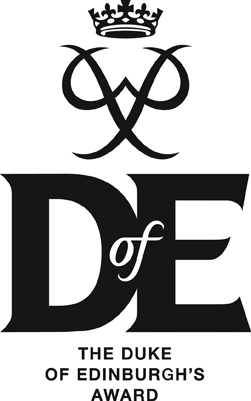 DofE
THE DUKE
OF EDINBURGH'S
AWARD